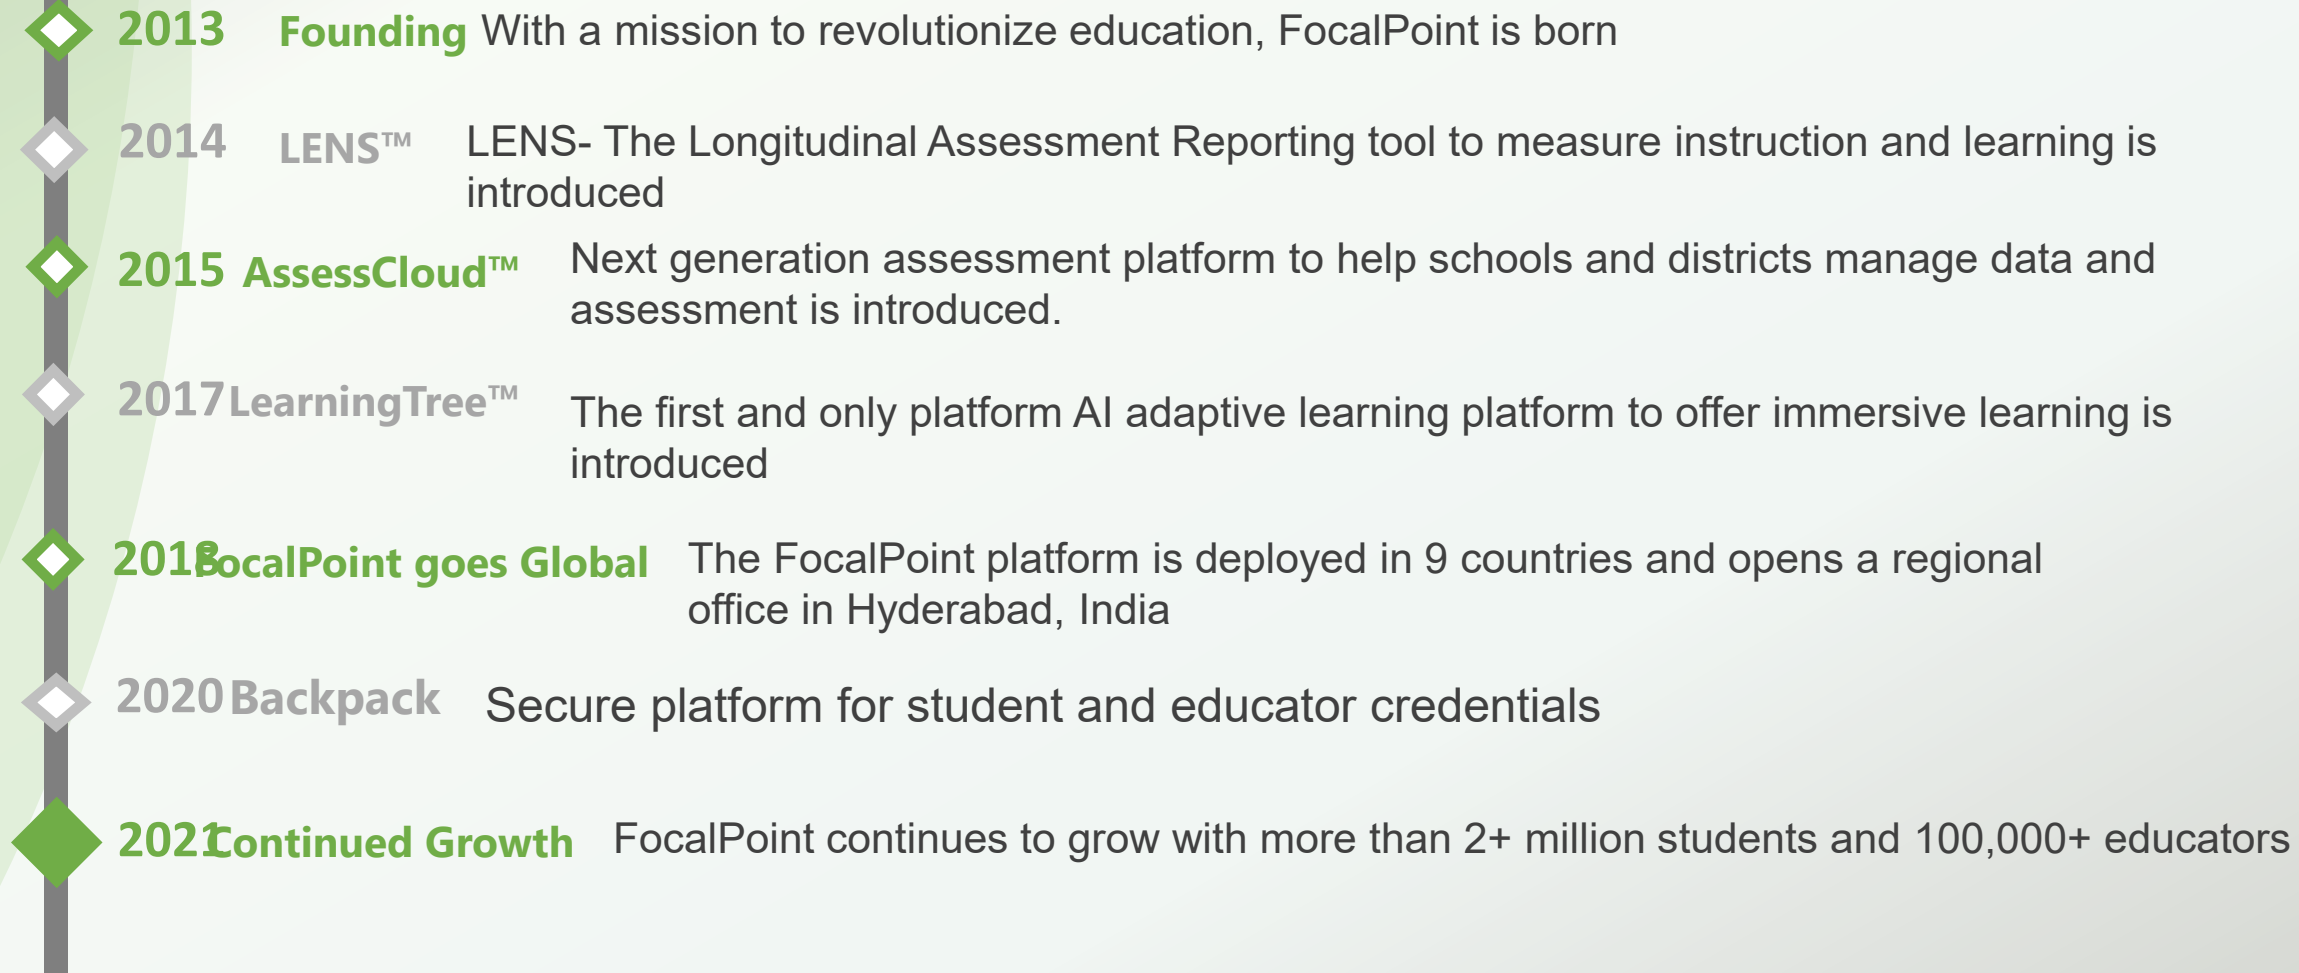 2013 Founding With a mission to revolutionize education, FocalPoint is born
2014 LENS™ LENS- The Longitudinal Assessment Reporting tool to measure instruction and learning is
introduced
2015 AssessCloud™ Next generation assessment platform to help schools and districts manage data and
assessment is introduced.
2017 LearningTree™ The first and only platform AI adaptive learning platform to offer immersive learning is
introduced
2018 FocalPoint goes Global The FocalPoint platform is deployed in 9 countries and opens a regional
office in Hyderabad, India
2020 Backpack Secure platform for student and educator credentials
2021 Continued Growth FocalPoint continues to grow with more than 2+ million students and 100,000+ educators